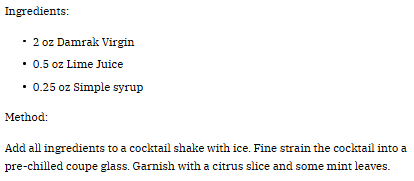 Ingredients:
• 2 oz Damrak Virgin
• 0.5 oz Lime Juice
• 0.25 oz Simple syrup
Method:
Add all ingredients to a cocktail shake with ice. Fine strain the cocktail into a
pre-chilled coupe glass. Garnish with a citrus slice and some mint leaves.